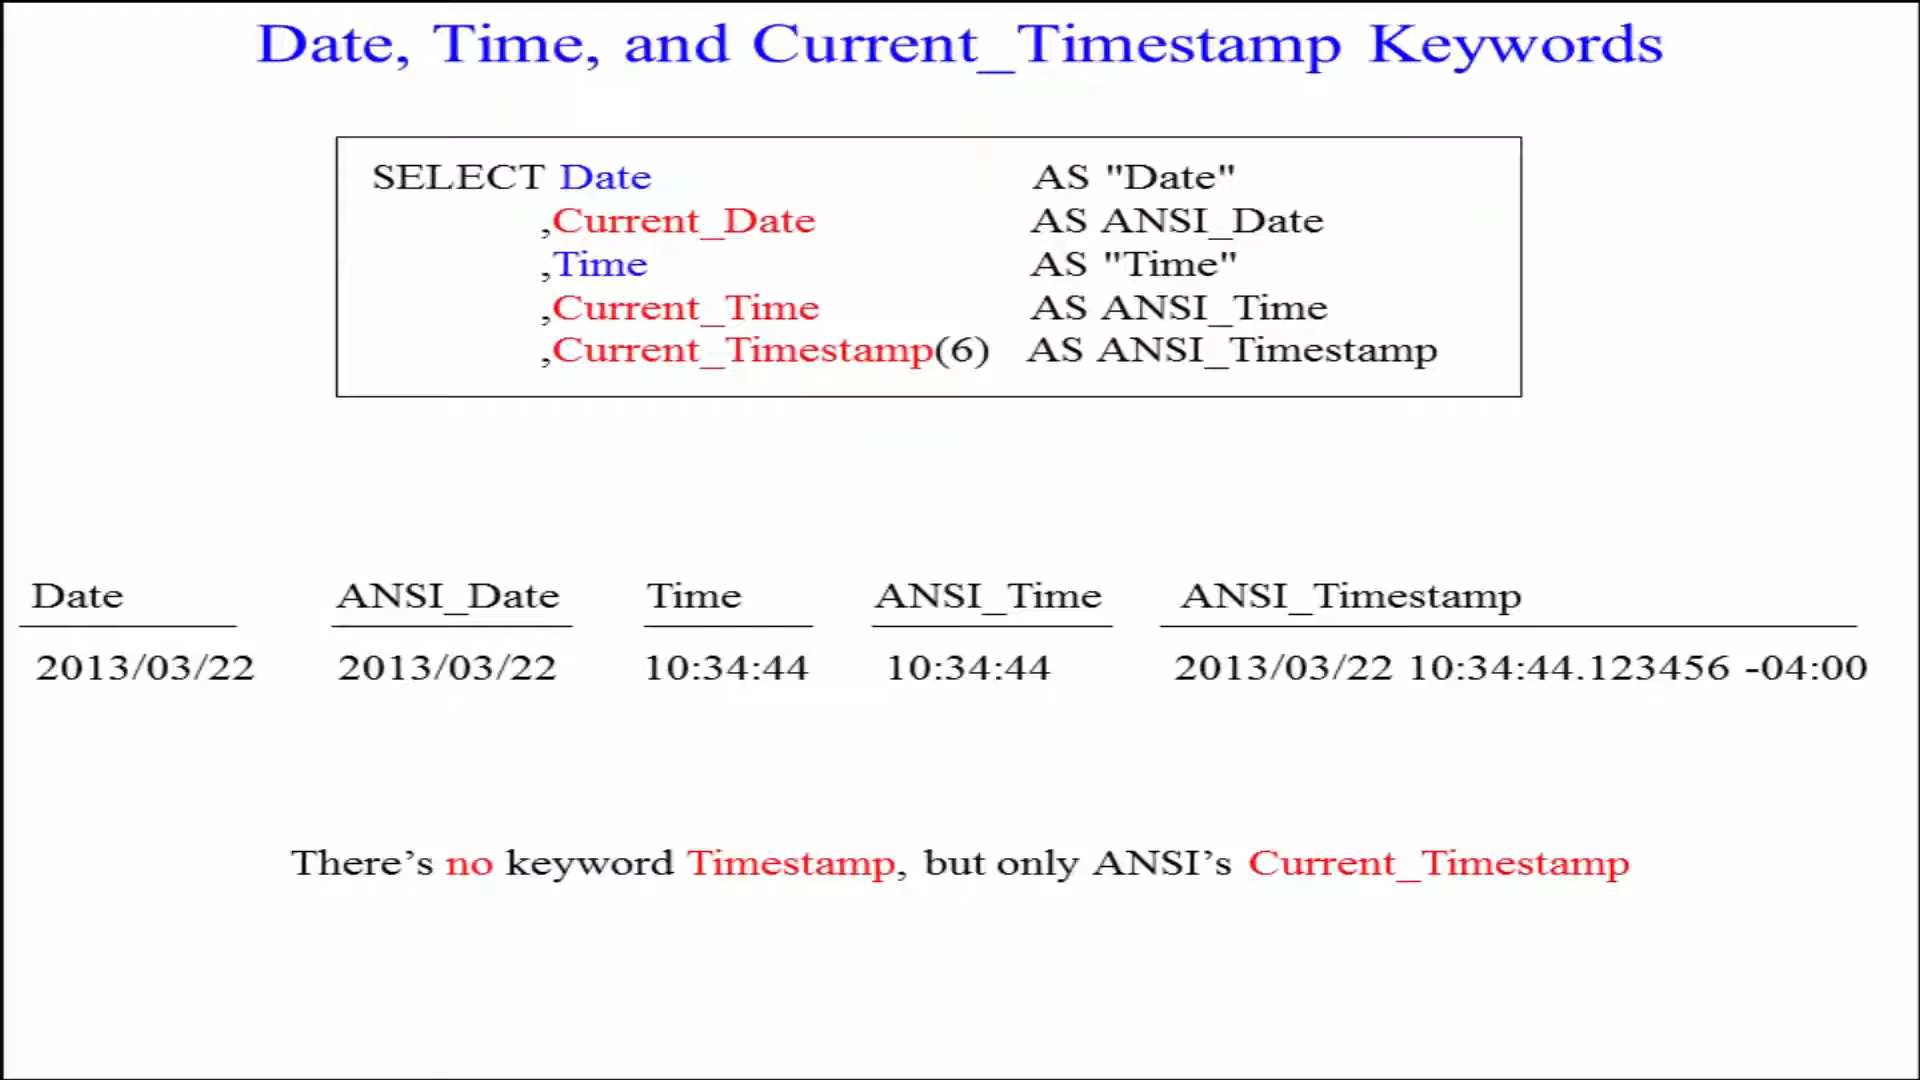 Date, Time, and Current_Timestamp Keywords
SELECT Date AS "Date"
,Current_Date AS ANSI_Date
,Time AS "Time"
,Current_Time AS ANSI_Time
,Current_Timestamp(6) AS ANSI_Timestamp
Date ANSI_Date Time ANSI_Time ANSI_Timestamp
2013/03/22 2013/03/22 10:34:44 10:34:44 2013/03/22 10:34:44.123456 -04:00
There’s no keyword Timestamp, but only ANSI’s Current_Timestamp